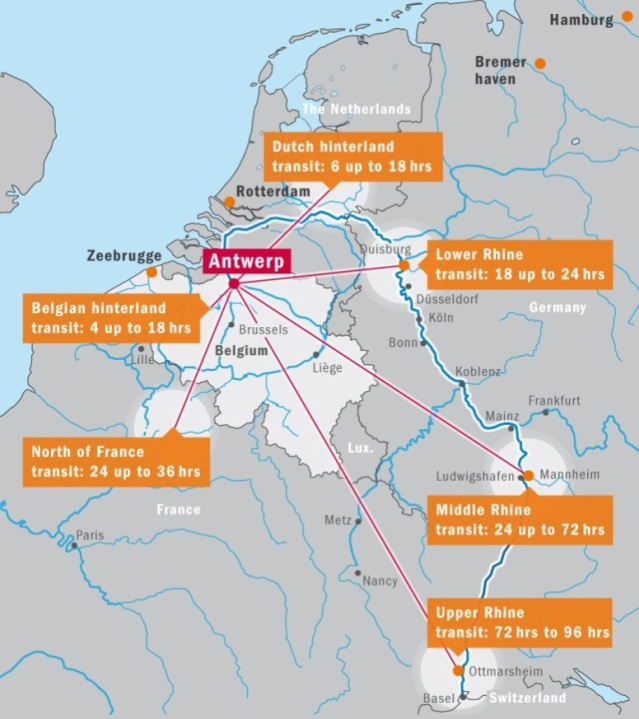 Hamburg
Bremer
haven
The Netherlands
Dutch hinterland
transit: 6 up to 18 hrs
Rotterdam
Duisburg
Zeebrugge
Antwerp
Lower Rhine
transit: 18 up to 24 hrs
Belgian hinterland
transit: 4 up to 18 hrs
Düsseldorf
Germany
Köln
Brussels
Bonn
Belgium
Lille
Liège
Koblenz
Frankfurt
Mainz
North of France
transit: 24 up to 36 hrs
Lux.
Ludwigshafen
Mannheim
France
Middle Rhine
transit: 24 up to 72 hrs
Metz
Paris
Nancy
Upper Rhine
transit: 72 hrs to 96 hrs
Ottmarsheim
Basel
Switzerland